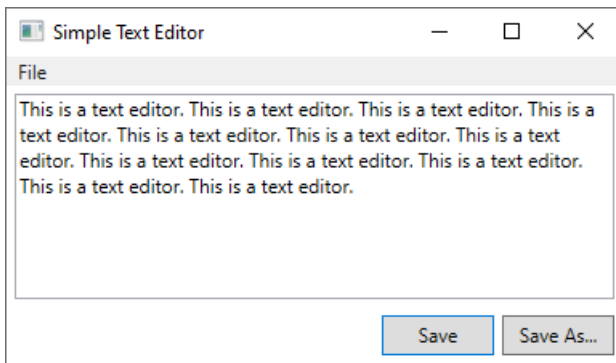 Simple Text Editor
File
This is a text editor. This is a text editor. This is a text editor. This is a
text editor. This is a text editor. This is a text editor. This is a text
editor. This is a text editor. This is a text editor. This is a text editor.
This is a text editor. This is a text editor.
Save Save As...